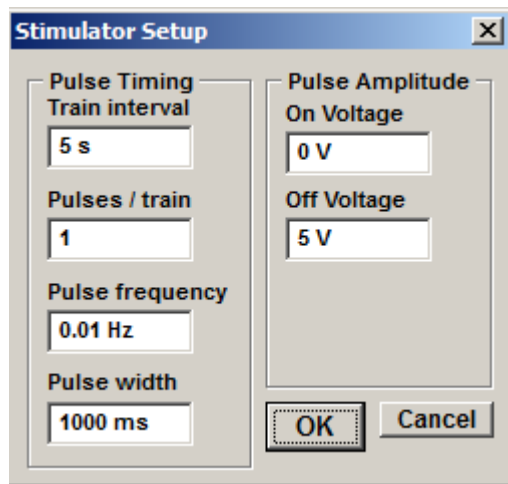 Stimulator Setup
Pulse Timing
Train interval
5 s
Pulses / train
1
Pulse frequency
0.01 Hz
Pulse width
1000 ms
Pulse Amplitude
On Voltage
0 V
Off Voltage
5 V
OK
Cancel